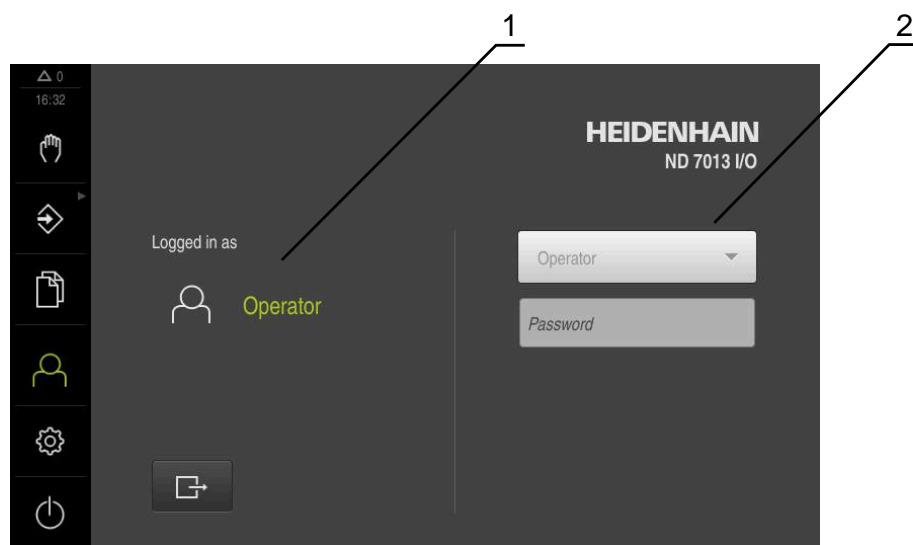 1
2
0
16:32
HEIDENHAIN
ND 7013 I/O
Logged in as
Operator
Operator
Password